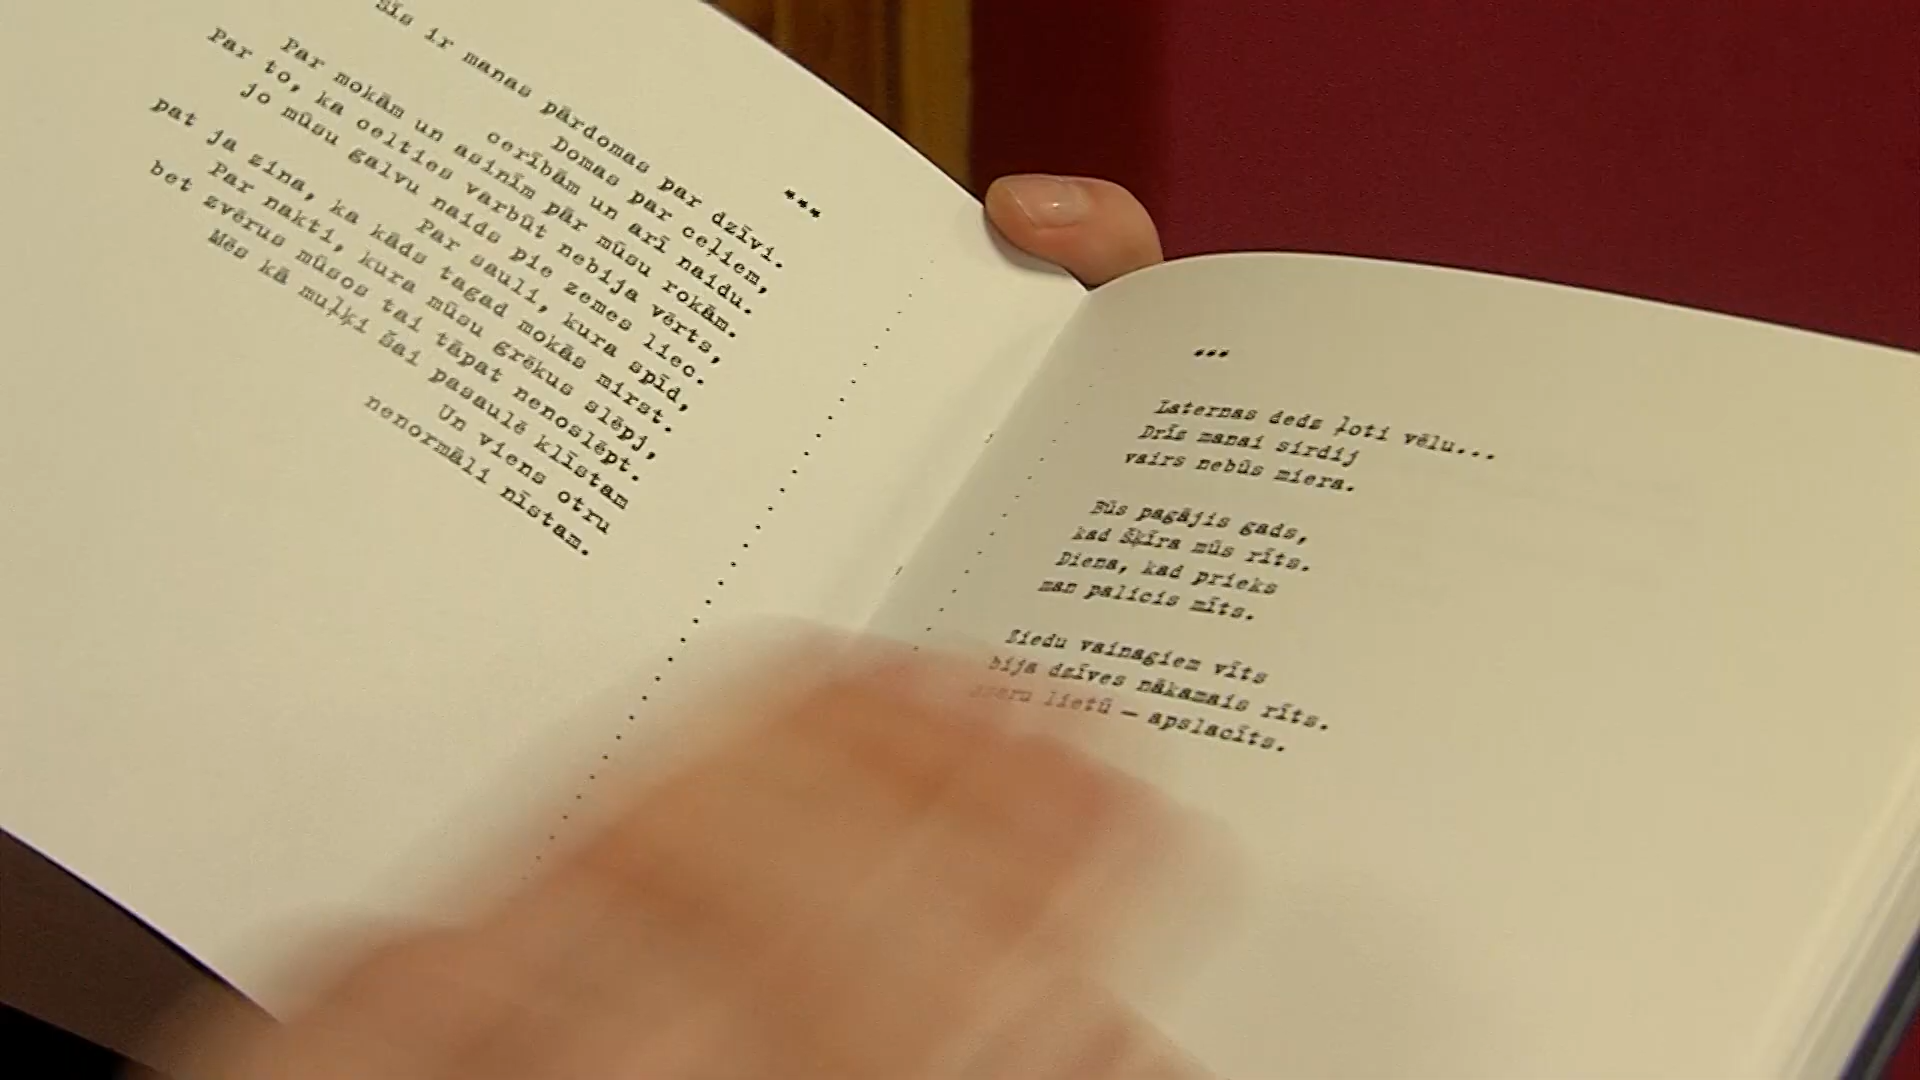 ***
Šīs ir manas pārdomas par dzīvi.
Domas par ceļiem,
cerībām un arī naidu.
Par mokām un asinīm pār mūsu rokām.
Par to, ka celties varbūt nebija vērts,
jo mūsu galvu naids pie zemes liec.
Par sauli, kura spīd,
pat ja zina, ka kāds tagad mokās mirst.
Par nakti, kura mūsu grēkus slēpj,
bet zvērus mūsos tai tāpat nenoslēpt.
Mēs kā muļķi šai pasaulē klīstam
Un viens otru
nenormāli nīstam.
***
Laternas dedz ļoti vēlu...
Drīz manai sirdij
vairs nebūs miera.
Būs pagājis gads,
kad šķīra mūs rīts.
Diena, kad prieks
man palicis mīts.
Ziedu vainagiem vīts
bija dzīves nākamais rīts.
lietū – apslacīts.